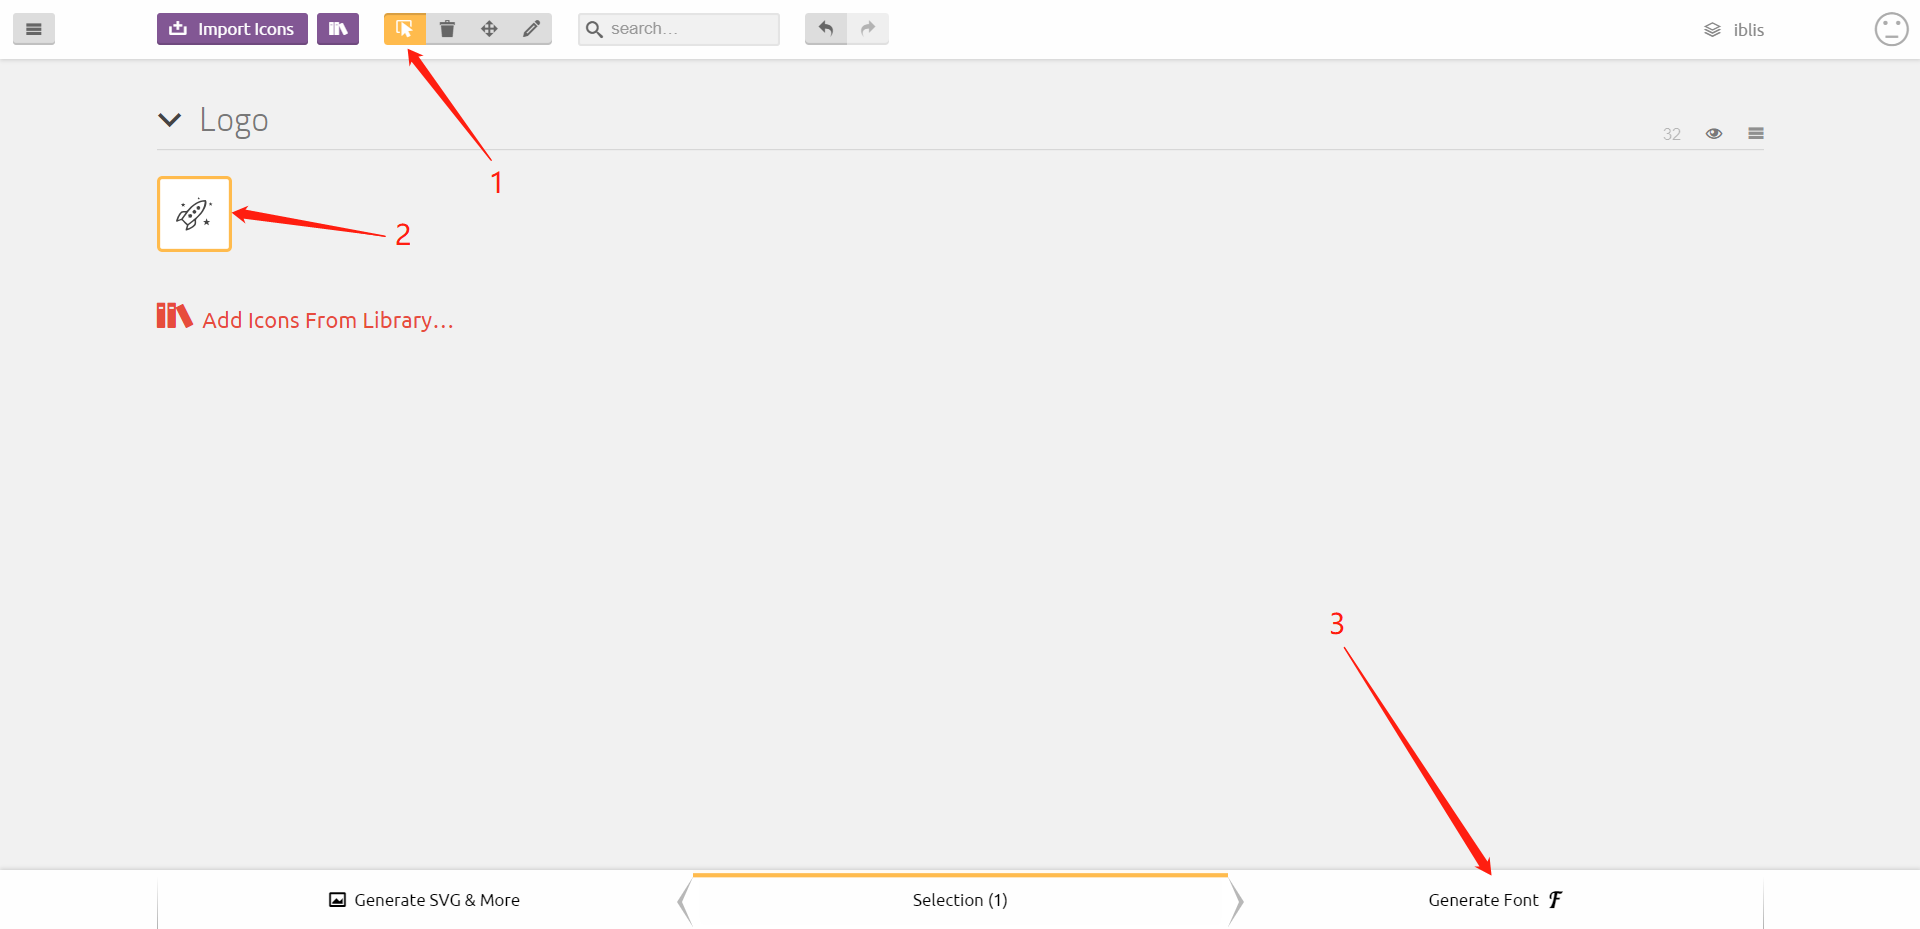 Import Icons
search...
iblis
Logo
32
1
2
Add Icons From Library...
3
Generate SVG & More
Selection (1)
Generate Font